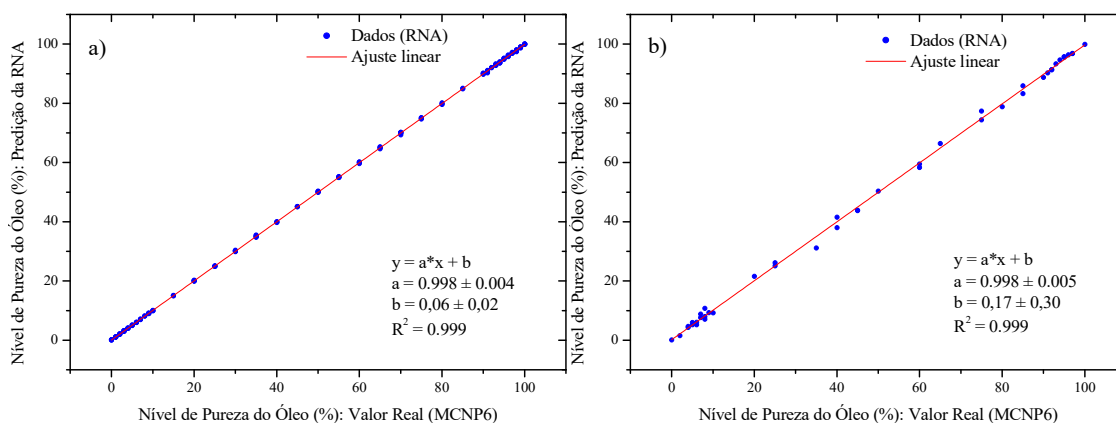 a)
Dados (RNA)
Ajuste linear
100
80
60
40
20
0
Nível de Pureza do Óleo (%): Predição da RNA
y = a*x + b
a = 0.998 ± 0.004
b = 0,06 ± 0,02
R² = 0.999
0 20 40 60 80 100
Nível de Pureza do Óleo (%): Valor Real (MCNP6)
b)
Dados (RNA)
Ajuste linear
100
80
60
40
20
0
Nível de Pureza do Óleo (%): Predição da RNA
y = a*x + b
a = 0.998 ± 0.005
b = 0,17 ± 0,30
R² = 0.999
0 20 40 60 80 100
Nível de Pureza do Óleo (%): Valor Real (MCNP6)